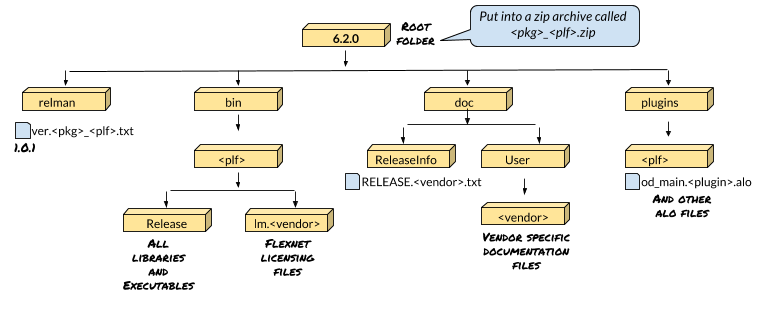 Put into a zip archive called
<pkg>_<plf>.zip
6.2.0
Root
folder
relman
bin
doc
plugins
ver.<pkg>_<plf>.txt
1.0.1
<plf>
ReleaseInfo
User
<plf>
RELEASE.<vendor>.txt
od_main.<plugin>.alo
And other
alo files
Release
lm.<vendor>
<vendor>
All
libraries
and
Executables
Flexnet
licensing
files
Vendor specific
documentation
files